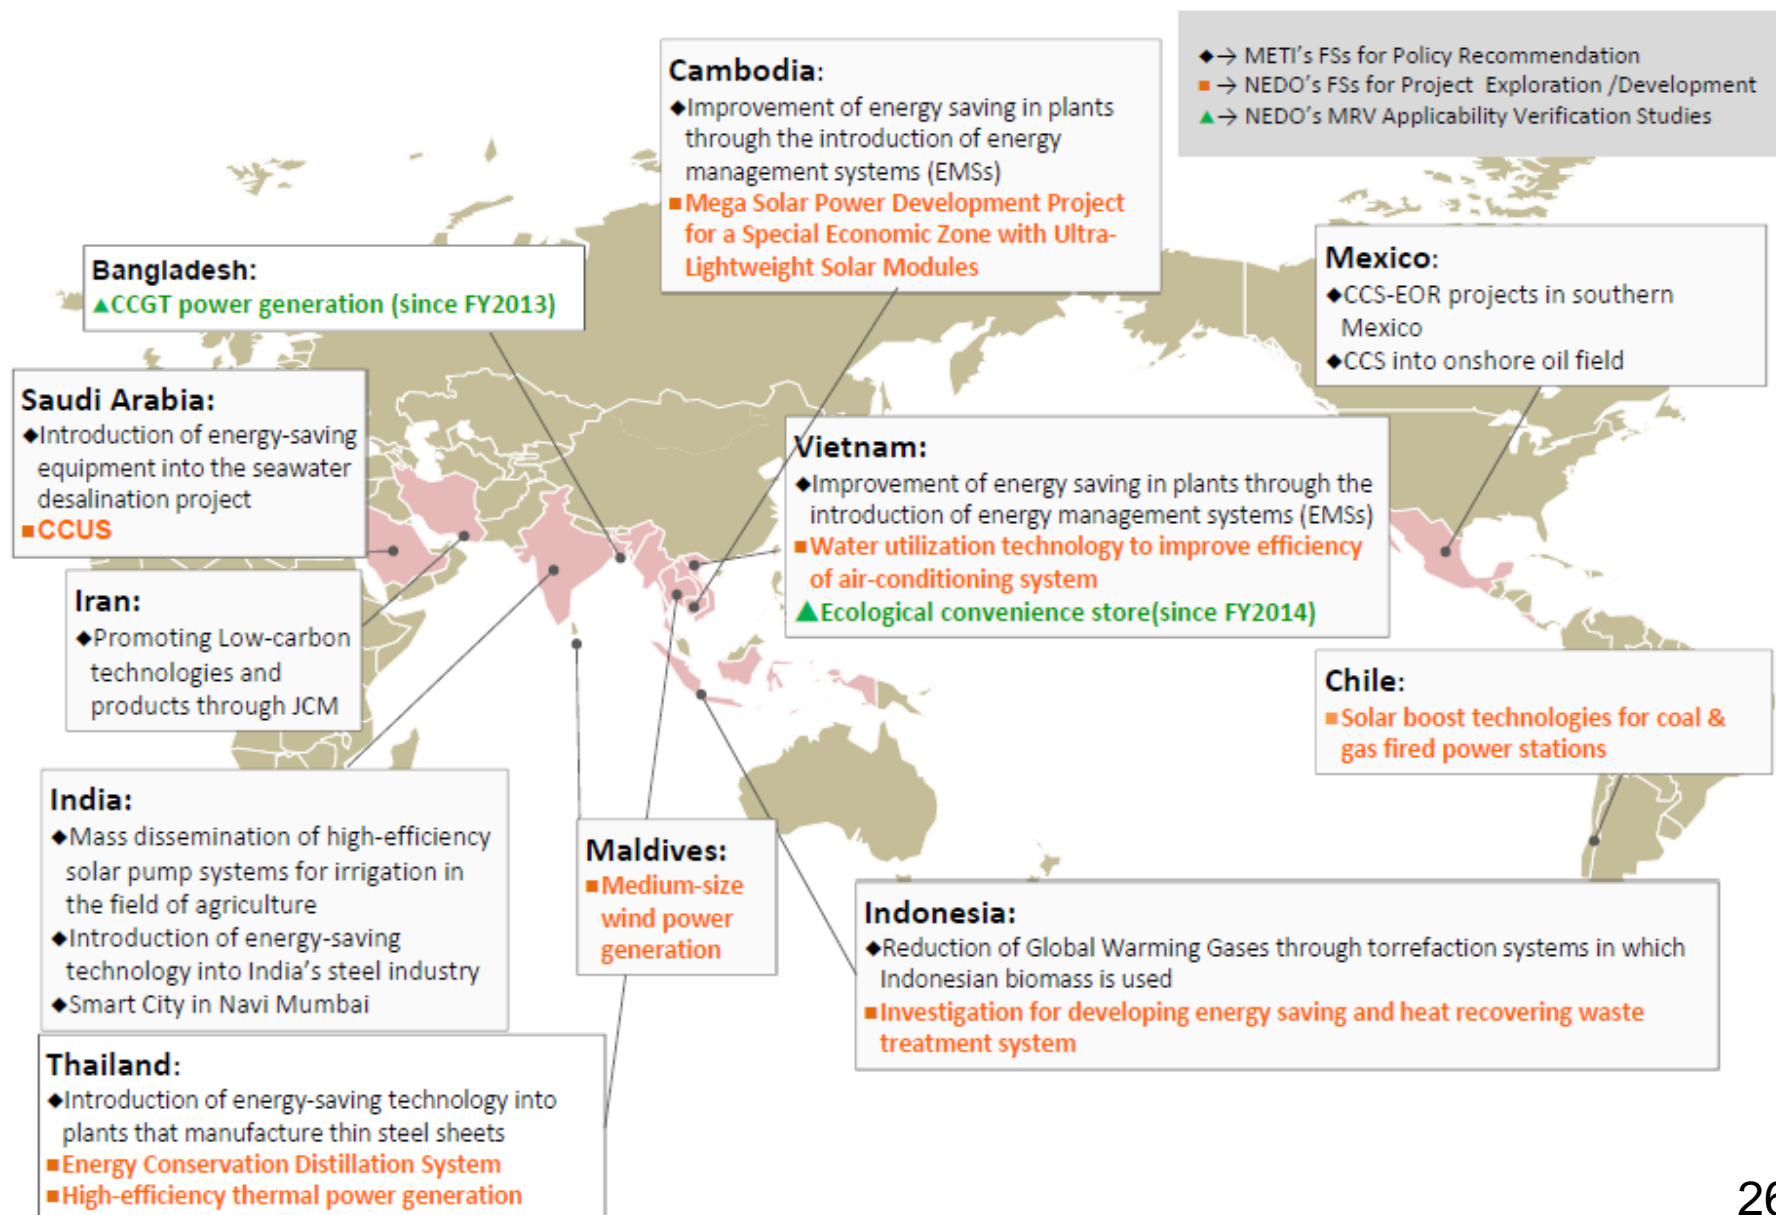 ◆→ METI's FSs for Policy Recommendation
■→ NEDO's FSs for Project Exploration /Development
▲→ NEDO's MRV Applicability Verification Studies
Cambodia:
◆Improvement of energy saving in plants
through the introduction of energy
management systems (EMSs)
■Mega Solar Power Development Project
for a Special Economic Zone with Ultra-
Lightweight Solar Modules
Bangladesh:
▲CCGT power generation (since FY2013)
Mexico:
◆CCS-EOR projects in southern
Mexico
◆CCS into onshore oil field
Saudi Arabia:
◆Introduction of energy-saving
equipment into the seawater
desalination project
■CCUS
Vietnam:
◆Improvement of energy saving in plants through the
introduction of energy management systems (EMSs)
■Water utilization technology to improve efficiency
of air-conditioning system
▲Ecological convenience store(since FY2014)
Iran:
◆Promoting Low-carbon
technologies and
products through JCM
Chile:
■Solar boost technologies for coal &
gas fired power stations
India:
◆Mass dissemination of high-efficiency
solar pump systems for irrigation in
the field of agriculture
◆Introduction of energy-saving
technology into India's steel industry
◆Smart City in Navi Mumbai
Maldives:
■Medium-size
wind power
generation
Indonesia:
◆Reduction of Global Warming Gases through torrefaction systems in which
Indonesian biomass is used
■Investigation for developing energy saving and heat recovering waste
treatment system
Thailand:
◆Introduction of energy-saving technology into
plants that manufacture thin steel sheets
■Energy Conservation Distillation System
■High-efficiency thermal power generation
26